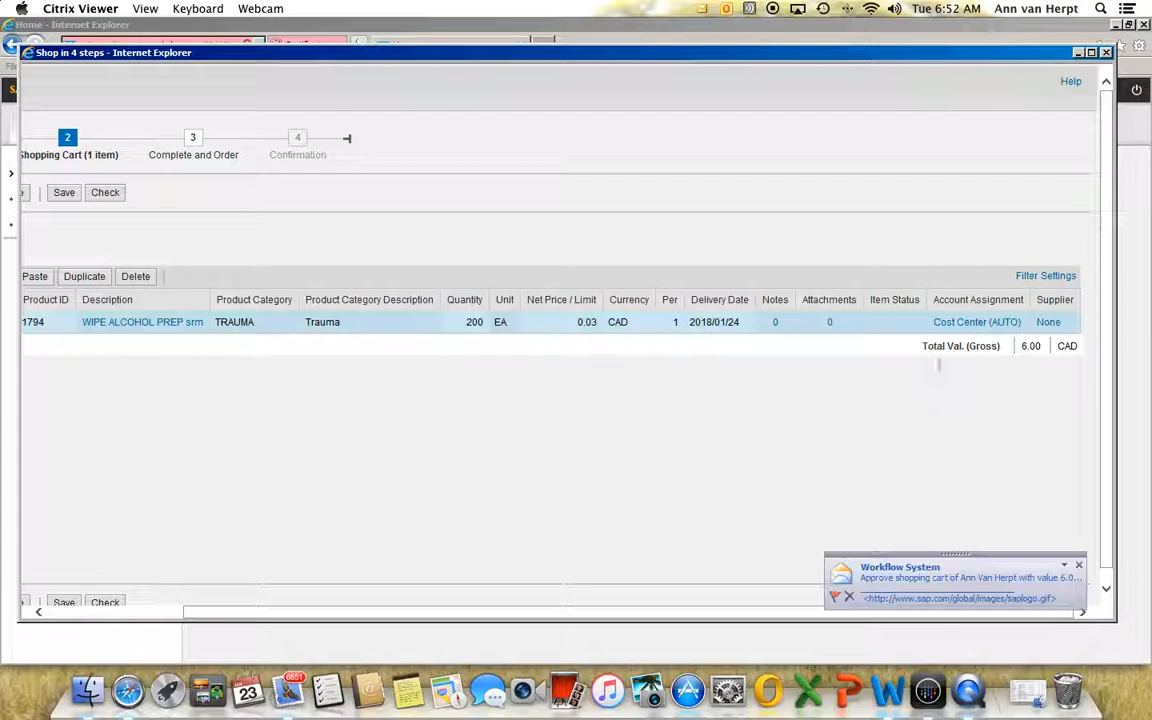 Citrix Viewer View Keyboard Webcam Tue 6:52 AM Ann van Herpt
Home - Internet Explorer
Shop in 4 steps - Internet Explorer
Help
2 3 4
Shopping Cart (1 item) Complete and Order Confirmation
Save Check
Paste Duplicate Delete Filter Settings
Product ID Description Product Category Product Category Description Quantity Unit Net Price / Limit Currency Per Delivery Date Notes Attachments Item Status Account Assignment Supplier
1794 WIPE ALCOHOL PREP srm TRAUMA Trauma 200 EA 0.03 CAD 1 2018/01/24 0 0 Cost Center (AUTO) None
Total Val. (Gross) 6.00 CAD
Workflow System
Approve shopping cart of Ann Van Herpt with value 6.0...
<http://www.sap.com/global/images/saplogo.gif>
Save Check
6851
23